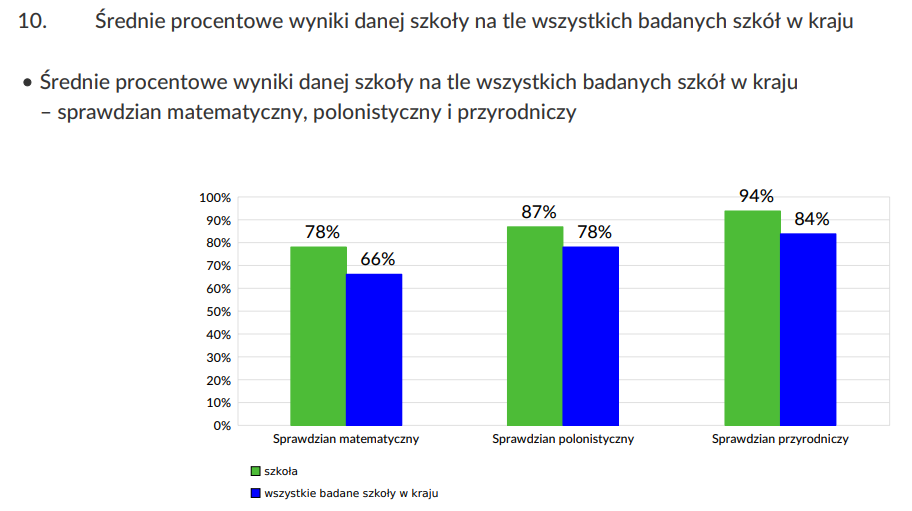 10. Średnie procentowe wyniki danej szkoły na tle wszystkich badanych szkół w kraju
• Średnie procentowe wyniki danej szkoły na tle wszystkich badanych szkół w kraju
– sprawdzian matematyczny, polonistyczny i przyrodniczy
100%
90%
80%
70%
60%
50%
40%
30%
20%
10%
0%
78%
66%
87%
78%
94%
84%
Sprawdzian matematyczny
Sprawdzian polonistyczny
Sprawdzian przyrodniczy
szkoła
wszystkie badane szkoły w kraju